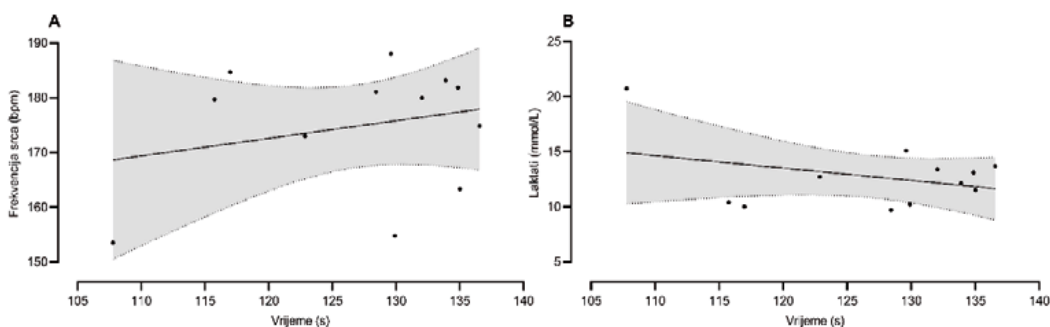 A
Frekvencija srca (bpm)
190
180
170
160
150
105 110 115 120 125 130 135 140
Vrijeme (s)
B
Laktati (mmol/L)
25
20
15
10
5
105 110 115 120 125 130 135 140
Vrijeme (s)